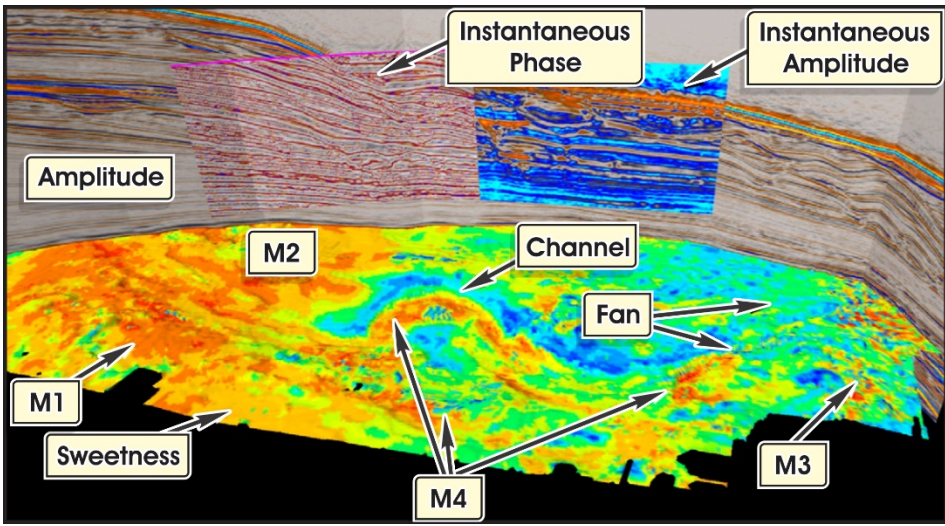 Instantaneous
Phase
Instantaneous
Amplitude
Amplitude
M2
Channel
Fan
M1
Sweetness
M4
M3